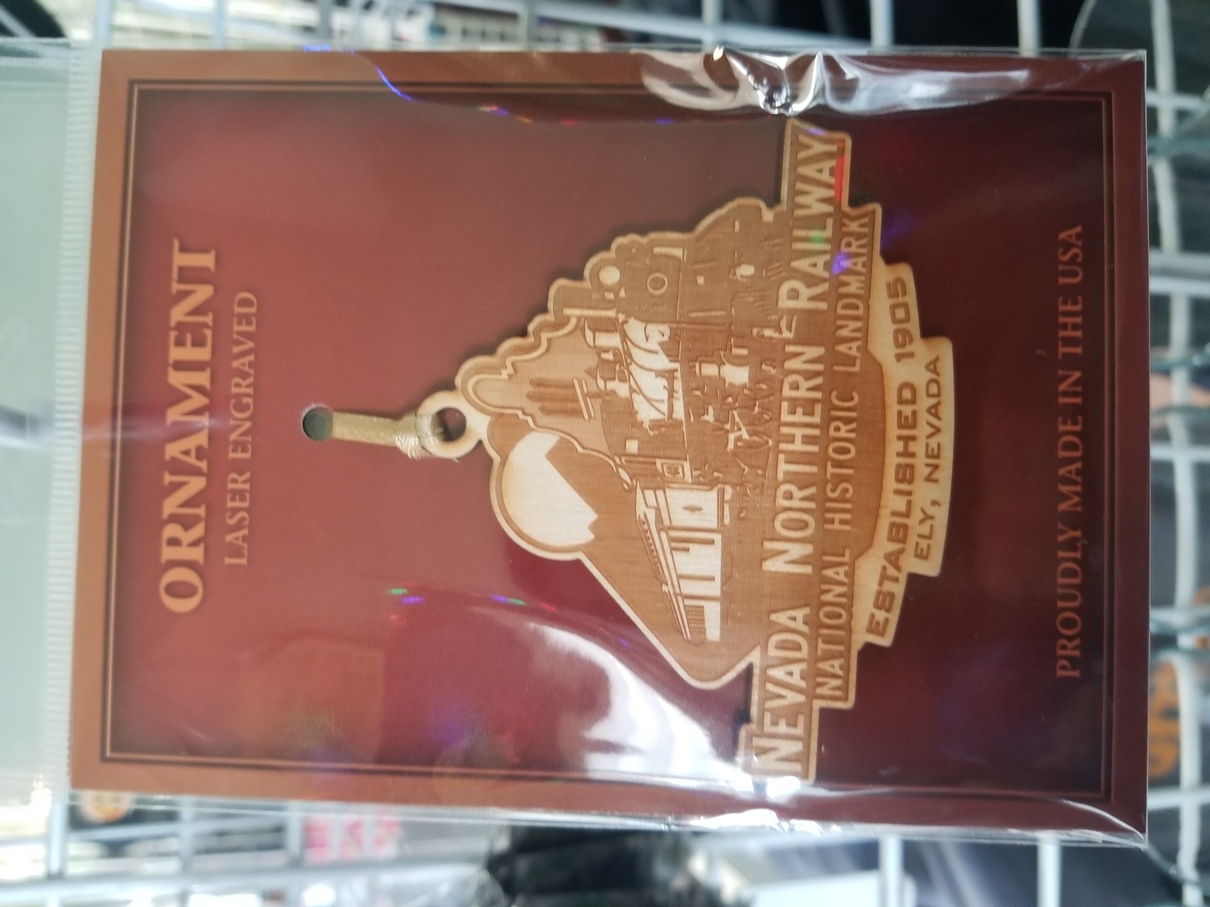 ORNAMENT
LASER ENGRAVED
NEVADA NORTHERN RAILWAY
NATIONAL HISTORIC LANDMARK
ESTABLISHED 1905
ELY, NEVADA
PROUDLY MADE IN THE USA